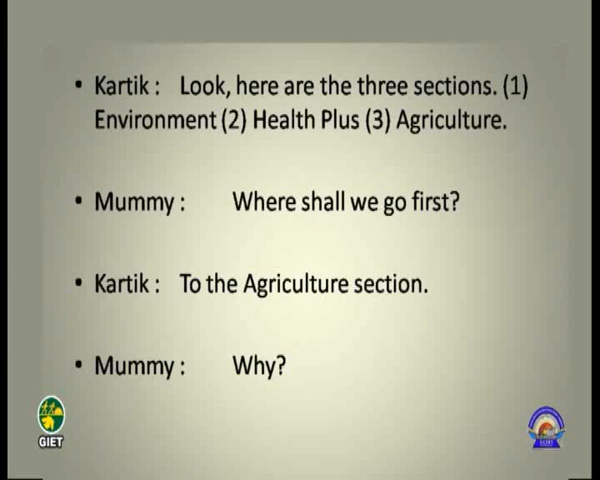 • Kartik : Look, here are the three sections. (1)
Environment (2) Health Plus (3) Agriculture.
• Mummy : Where shall we go first?
• Kartik : To the Agriculture section.
• Mummy : Why?
GIET